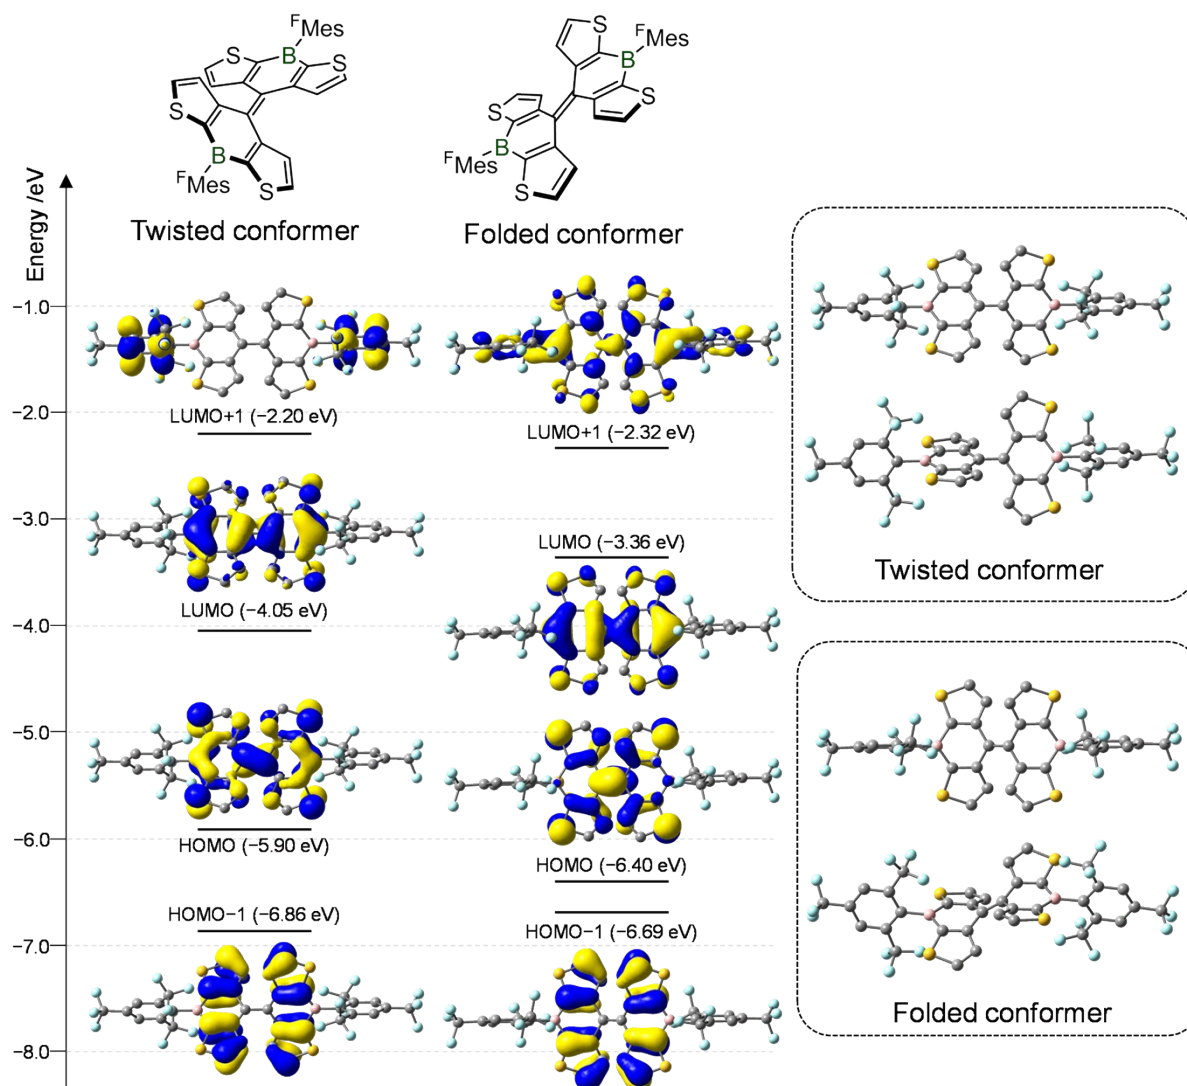 FMes
B
S
S
S
B
FMes
S
S
B
FMes
S
S
B
FMes
S
Twisted conformer
Folded conformer
Energy /eV
−1.0
−2.0
−3.0
−4.0
−5.0
−6.0
−7.0
−8.0
LUMO+1 (−2.20 eV)
LUMO (−4.05 eV)
HOMO (−5.90 eV)
HOMO−1 (−6.86 eV)
LUMO+1 (−2.32 eV)
LUMO (−3.36 eV)
HOMO (−6.40 eV)
HOMO−1 (−6.69 eV)
Twisted conformer
Folded conformer